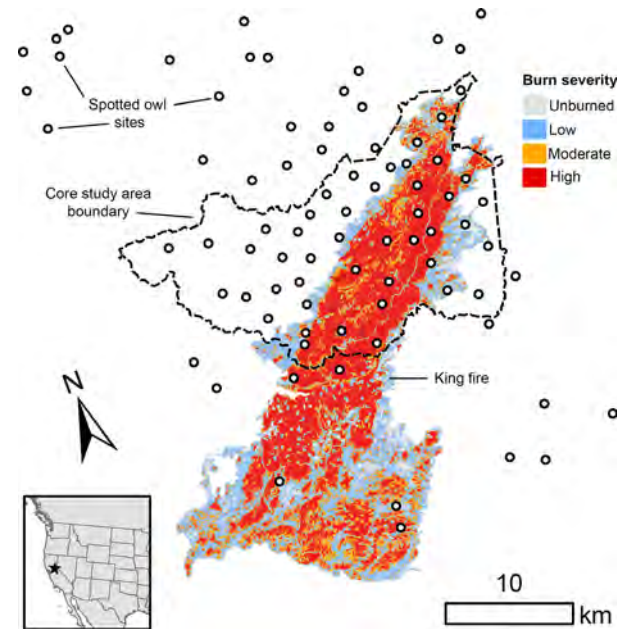 Burn severity
Unburned
Low
Moderate
High
Spotted owl
sites
Core study area
boundary
King fire
N
10
km